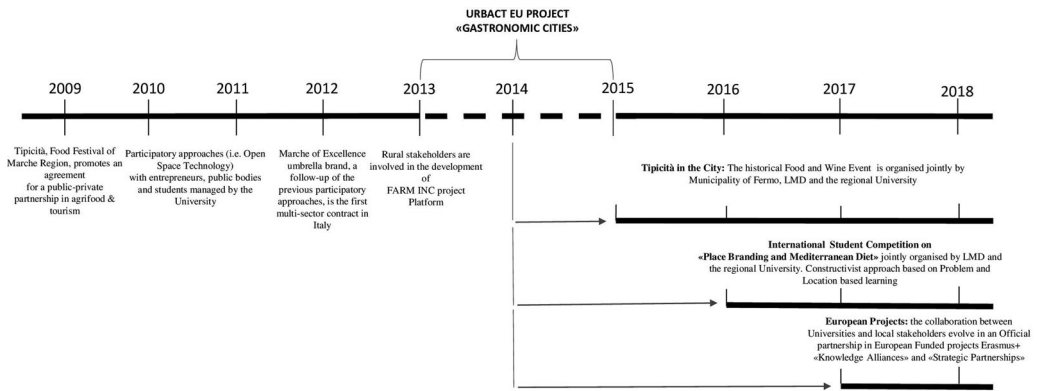 URBACT EU PROJECT
«GASTRONOMIC CITIES»
2009
2010
2011
2012
2013
2014
2015
2016
2017
2018
Tipicità, Food Festival of
Marche Region, promotes an
agreement
for a public-private
partnership in agrifood &
tourism
Participatory approaches (i.e. Open
Space Technology)
with entrepreneurs, public bodies
and students managed by the
University
Marche of Excellence
umbrella brand, a
follow-up of the
previous participatory
approaches, is the first
multi-sector contract in
Italy
Rural stakeholders are
involved in the development
of
FARM INC project
Platform
Tipicità in the City: The historical Food and Wine Event is organised jointly by
Municipality of Fermo, LMD and the regional University
International Student Competition on
«Place Branding and Mediterranean Diet» jointly organised by LMD and
the regional University. Constructivist approach based on Problem and
Location based learning
European Projects: the collaboration between
Universities and local stakeholders evolve in an Official
partnership in European Funded projects Erasmus+
«Knowledge Alliances» and «Strategic Partnerships»